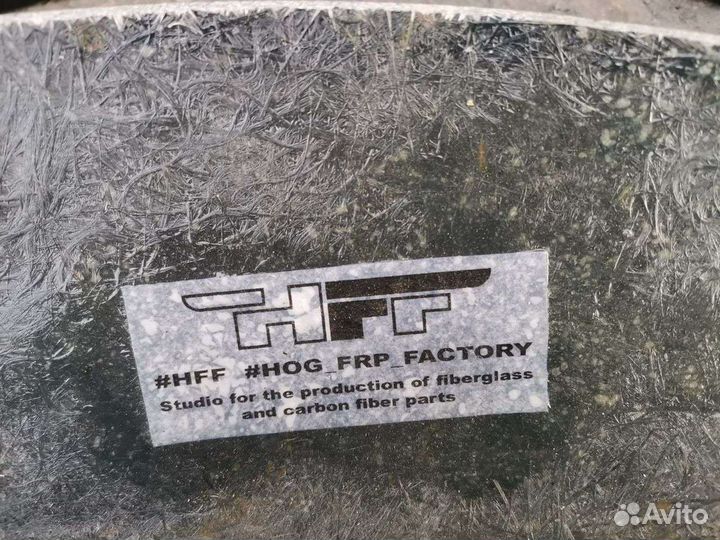 HFF
#HFF #HOG_FRP_FACTORY
Studio for the production of fiberglass
and carbon fiber parts
Avito